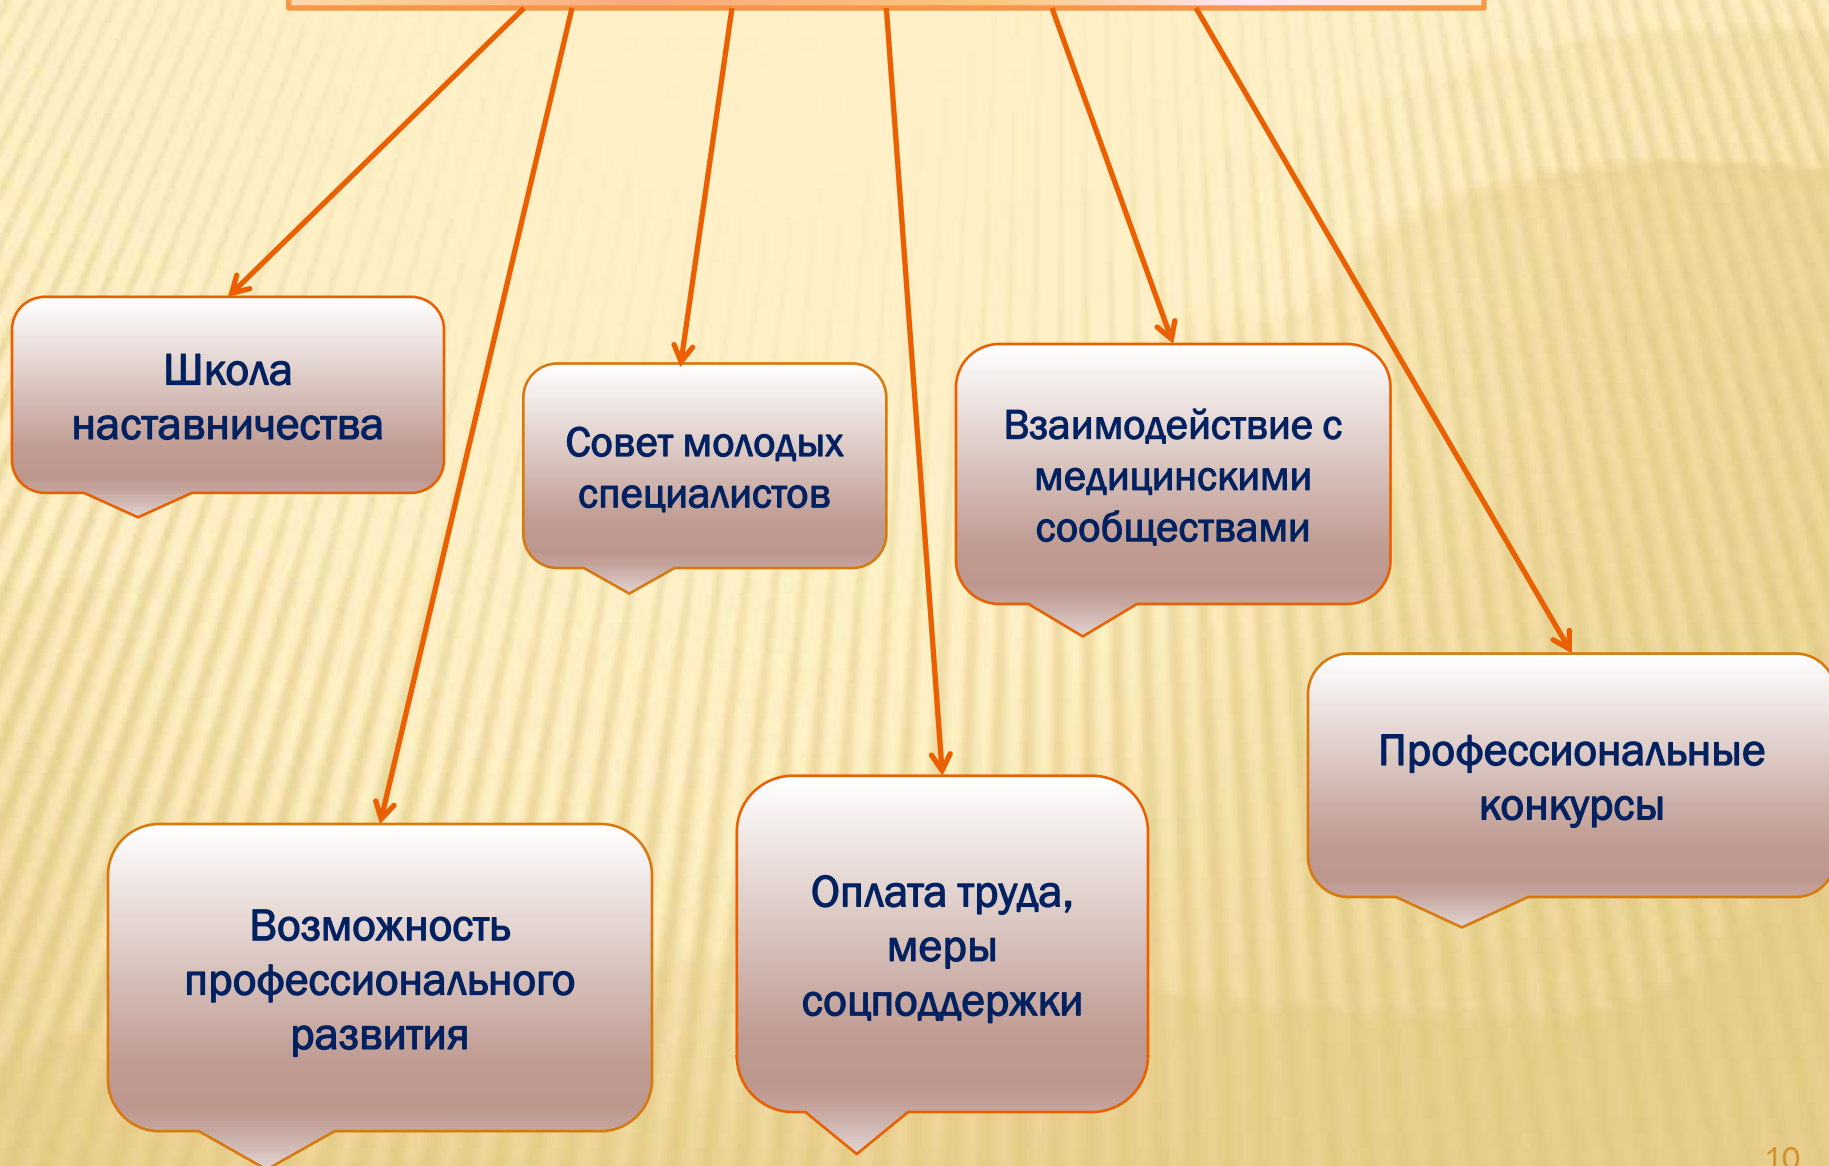 Школа
наставничества
Совет молодых
специалистов
Взаимодействие с
медицинскими
сообществами
Профессиональные
конкурсы
Возможность
профессионального
развития
Оплата труда,
меры
соцподдержки
10